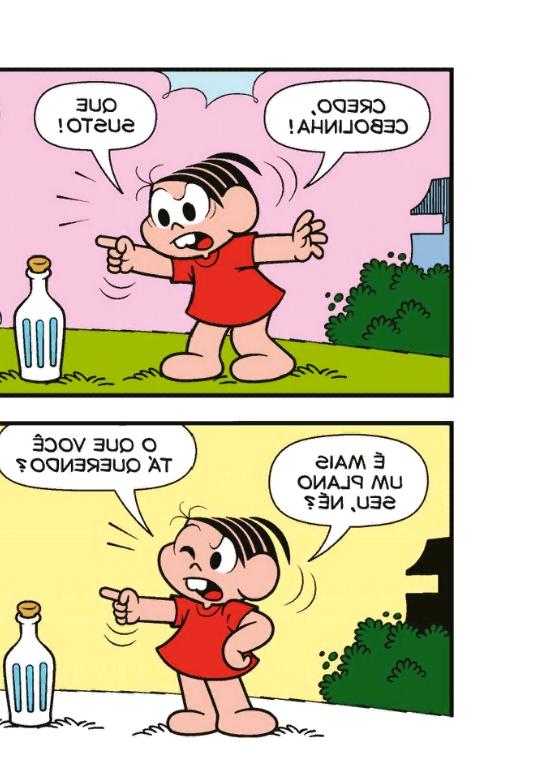 CREDO,
CEBOLINHA!
QUE
SUSTO!
É MAIS
UM PLANO
SEU, NÉ?
O QUE VOCÊ
TÁ QUERENDO?